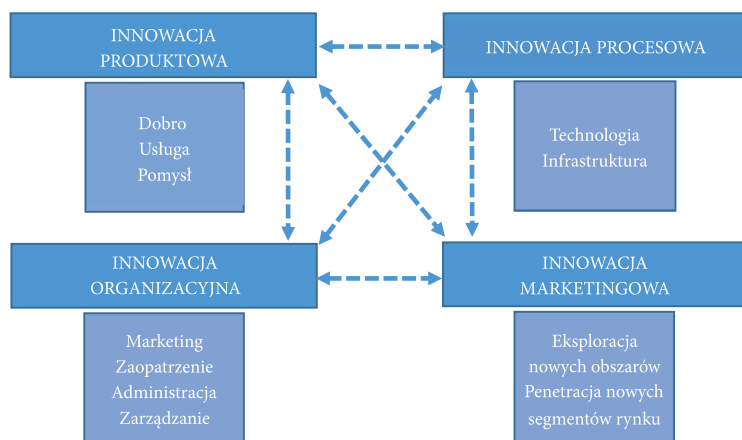 INNOWACJA
PRODUKTOWA
Dobro
Usługa
Pomysł
INNOWACJA PROCESOWA
Technologia
Infrastruktura
INNOWACJA
ORGANIZACYJNA
Marketing
Zaopatrzenie
Administracja
Zarządzanie
INNOWACJA
MARKETINGOWA
Eksploracja
nowych obszarów
Penetracja nowych
segmentów rynku